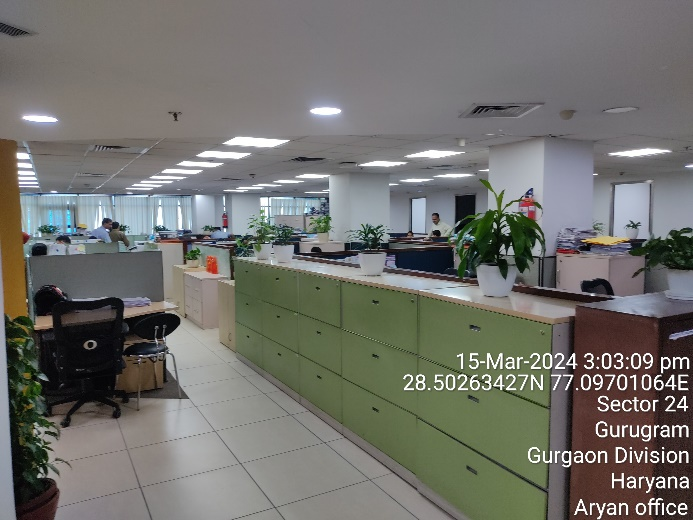 15-Mar-2024 3:03:09 pm
28.50263427N 77.09701064E
Sector 24
Gurugram
Gurgaon Division
Haryana
Aryan office